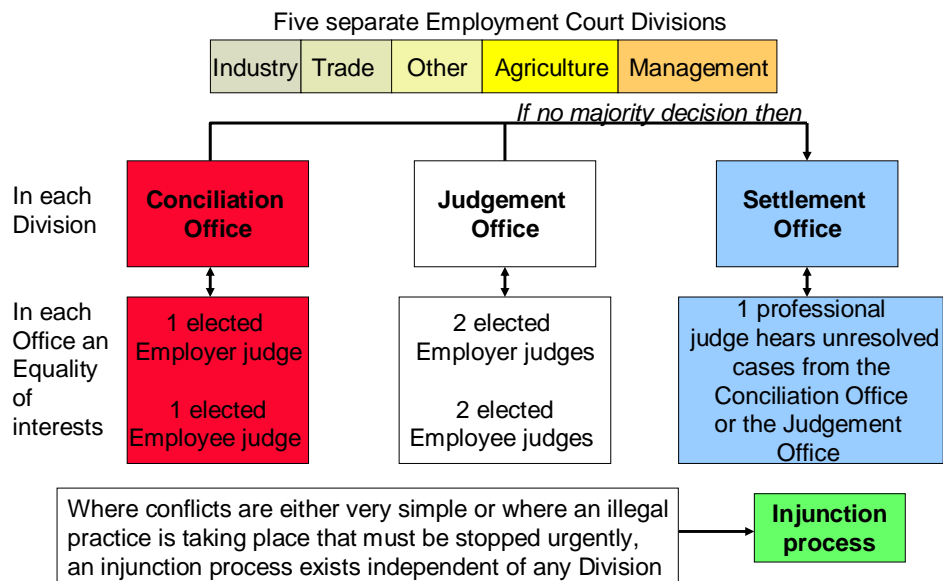 Five separate Employment Court Divisions
Industry Trade Other Agriculture Management
If no majority decision then
In each
Division
Conciliation
Office
Judgement
Office
Settlement
Office
In each
Office an
Equality
of
interests
1 elected
Employer judge
1 elected
Employee judge
2 elected
Employer judges
2 elected
Employee judges
1 professional
judge hears unresolved
cases from the
Conciliation Office
or the Judgement
Office
Where conflicts are either very simple or where an illegal
practice is taking place that must be stopped urgently,
an injunction process exists independent of any Division
Injunction
process